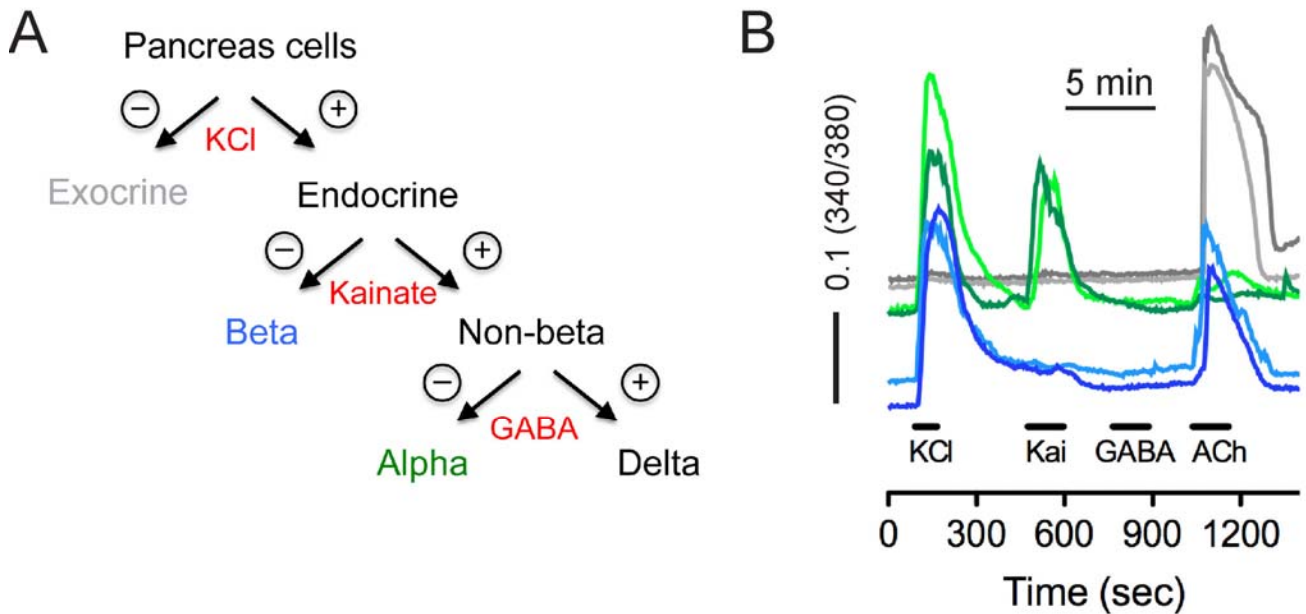 A
Pancreas cells
− +
KCl
Exocrine
Endocrine
− +
Kainate
Beta
Non-beta
− +
GABA
Alpha
Delta
B
5 min
0.1 (340/380)
KCl Kai GABA ACh
0 300 600 900 1200
Time (sec)